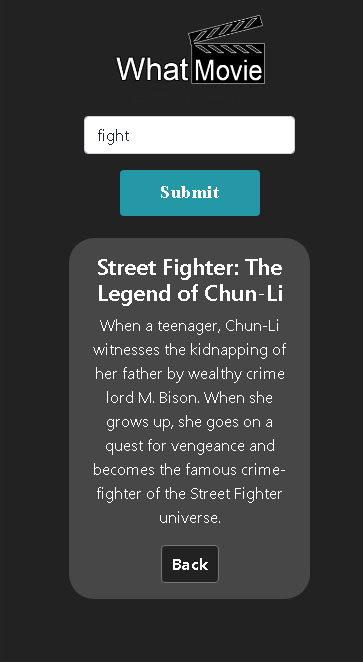 What Movie
fight
Submit
Street Fighter: The
Legend of Chun-Li
When a teenager, Chun-Li
witnesses the kidnapping of
her father by wealthy crime
lord M. Bison. When she
grows up, she goes on a
quest for vengeance and
becomes the famous crime-
fighter of the Street Fighter
universe.
Back